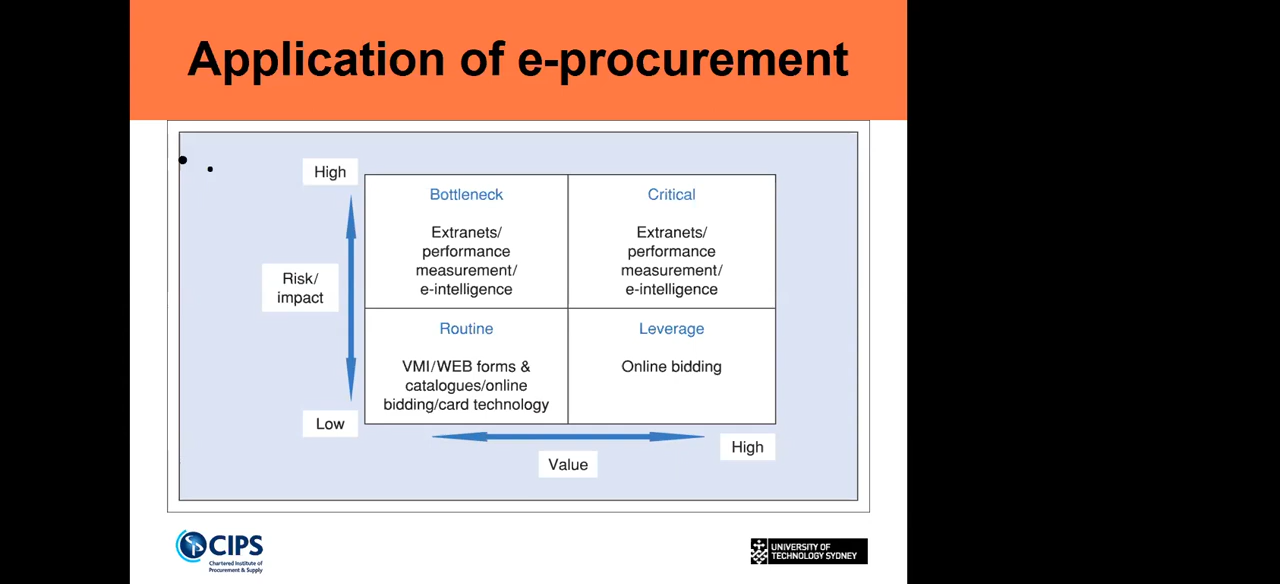 Application of e-procurement
High
Bottleneck
Extranets/
performance
measurement/
e-intelligence
Critical
Extranets/
performance
measurement/
e-intelligence
Risk/
impact
Routine
VMI/WEB forms &
catalogues/online
bidding/card technology
Leverage
Online bidding
Low
High
Value
CIPS
Chartered Institute of
Procurement & Supply
UNIVERSITY OF
TECHNOLOGY SYDNEY